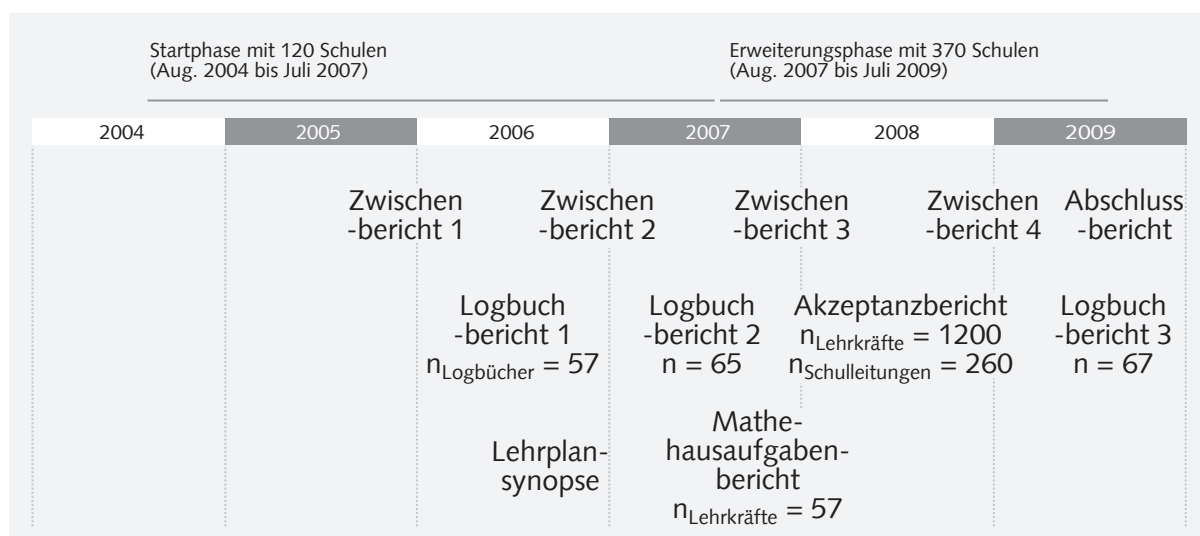 Startphase mit 120 Schulen
(Aug. 2004 bis Juli 2007)
Erweiterungsphase mit 370 Schulen
(Aug. 2007 bis Juli 2009)
2004 2005 2006 2007 2008 2009
Zwischen
-bericht 1
Zwischen
-bericht 2
Zwischen
-bericht 3
Zwischen
-bericht 4
Abschluss
-bericht
Logbuch
-bericht 1
nLogbücher = 57
Logbuch
-bericht 2
n = 65
Akzeptanzbericht
nLehrkräfte = 1200
nSchulleitungen = 260
Logbuch
-bericht 3
n = 67
Lehrplan-
synopse
Mathe-
hausaufgaben-
bericht
nLehrkräfte = 57